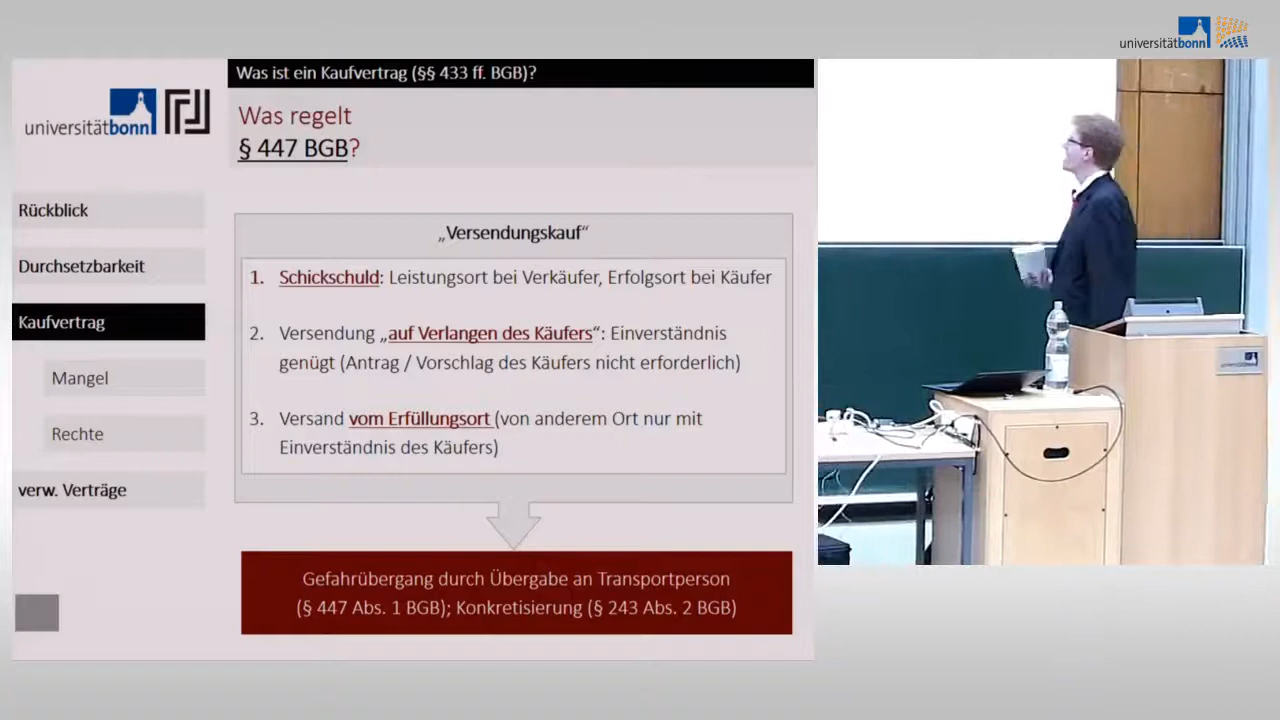 universitätbonn
Was ist ein Kaufvertrag (§§ 433 ff. BGB)?
universitätbonn
Was regelt
§ 447 BGB?
Rückblick
Durchsetzbarkeit
Kaufvertrag
Mangel
Rechte
verw. Verträge
„Versendungskauf“
1. Schickschuld: Leistungsort bei Verkäufer, Erfolgsort bei Käufer
2. Versendung „auf Verlangen des Käufers“: Einverständnis
genügt (Antrag / Vorschlag des Käufers nicht erforderlich)
3. Versand vom Erfüllungsort (von anderem Ort nur mit
Einverständnis des Käufers)
Gefahrübergang durch Übergabe an Transportperson
(§ 447 Abs. 1 BGB); Konkretisierung (§ 243 Abs. 2 BGB)